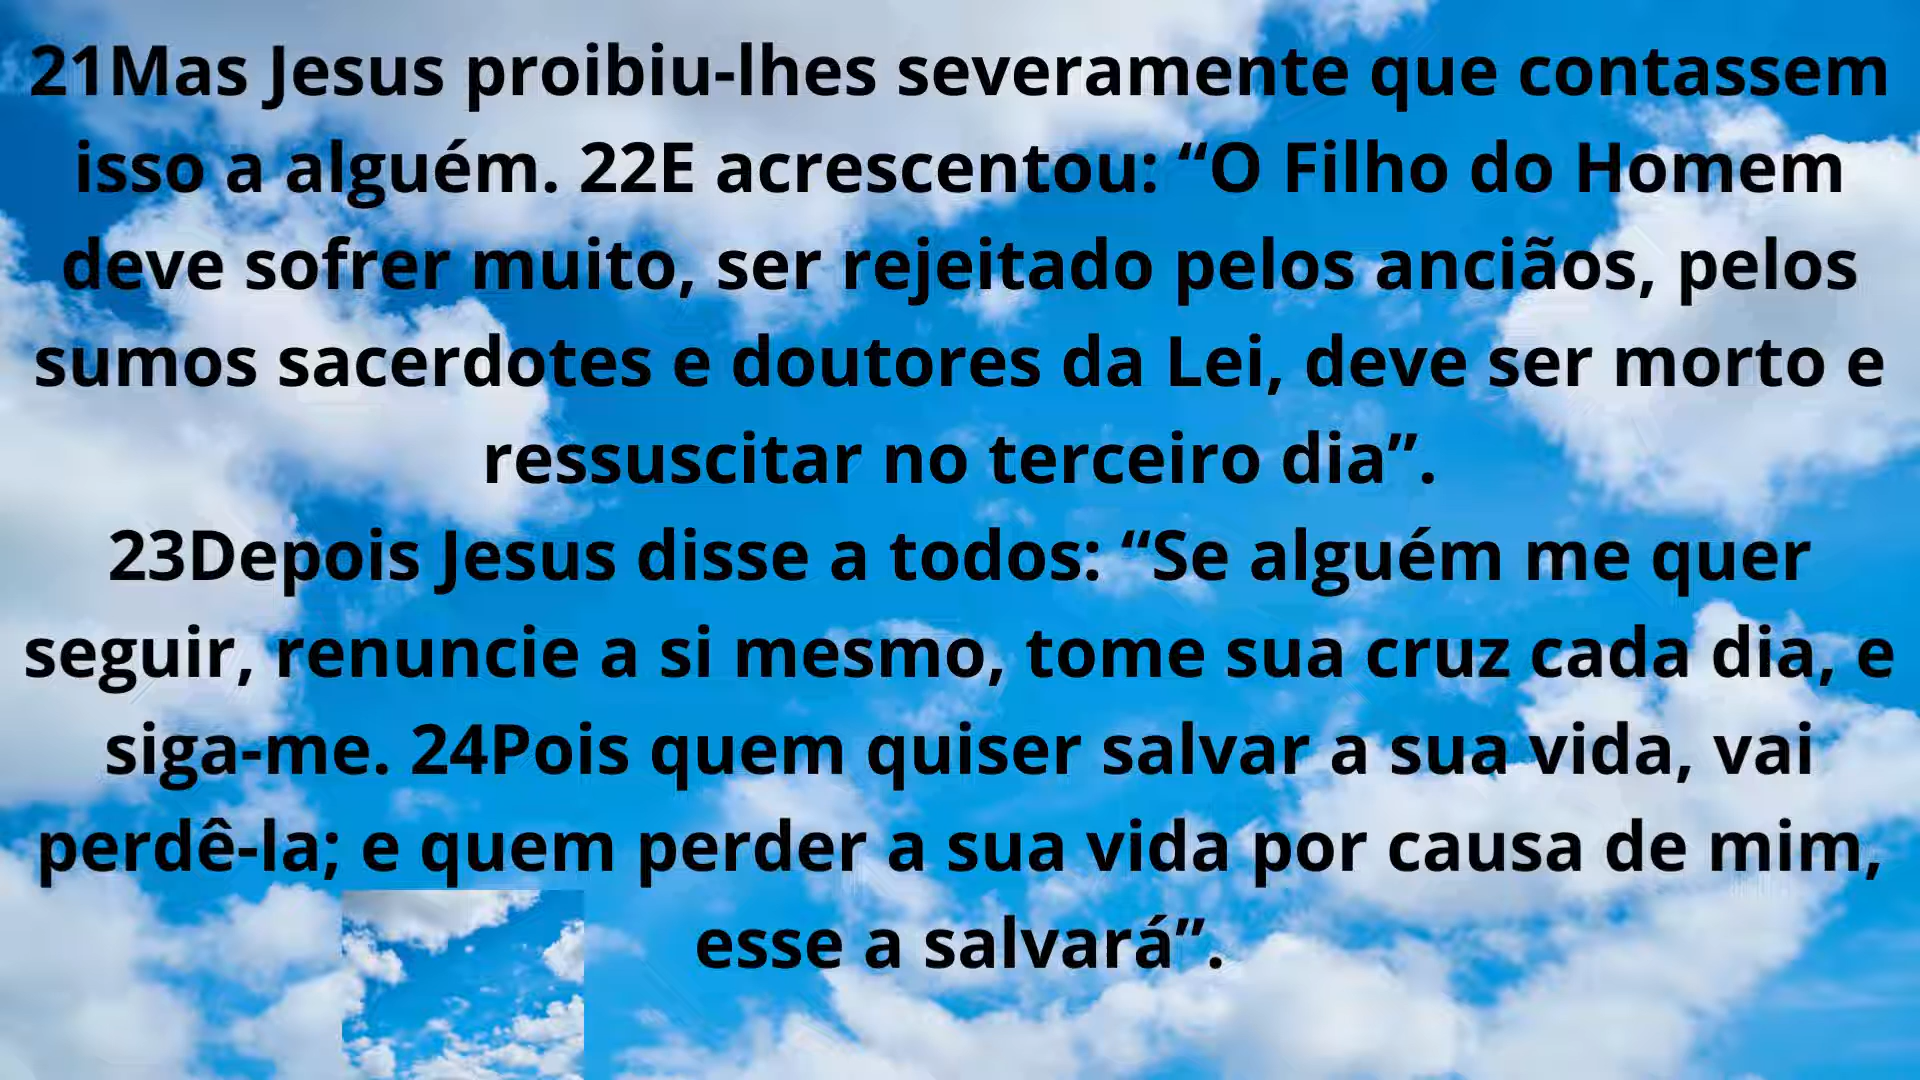 21Mas Jesus proibiu-lhes severamente que contassem
isso a alguém. 22E acrescentou: “O Filho do Homem
deve sofrer muito, ser rejeitado pelos anciãos, pelos
sumos sacerdotes e doutores da Lei, deve ser morto e
ressuscitar no terceiro dia”.
23Depois Jesus disse a todos: “Se alguém me quer
seguir, renuncie a si mesmo, tome sua cruz cada dia, e
siga-me. 24Pois quem quiser salvar a sua vida, vai
perdê-la; e quem perder a sua vida por causa de mim,
esse a salvará”.